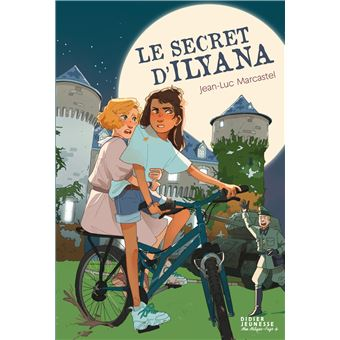 LE SECRET
D'ILYANA
Jean-Luc Marcastel
DIDIER
JEUNESSE